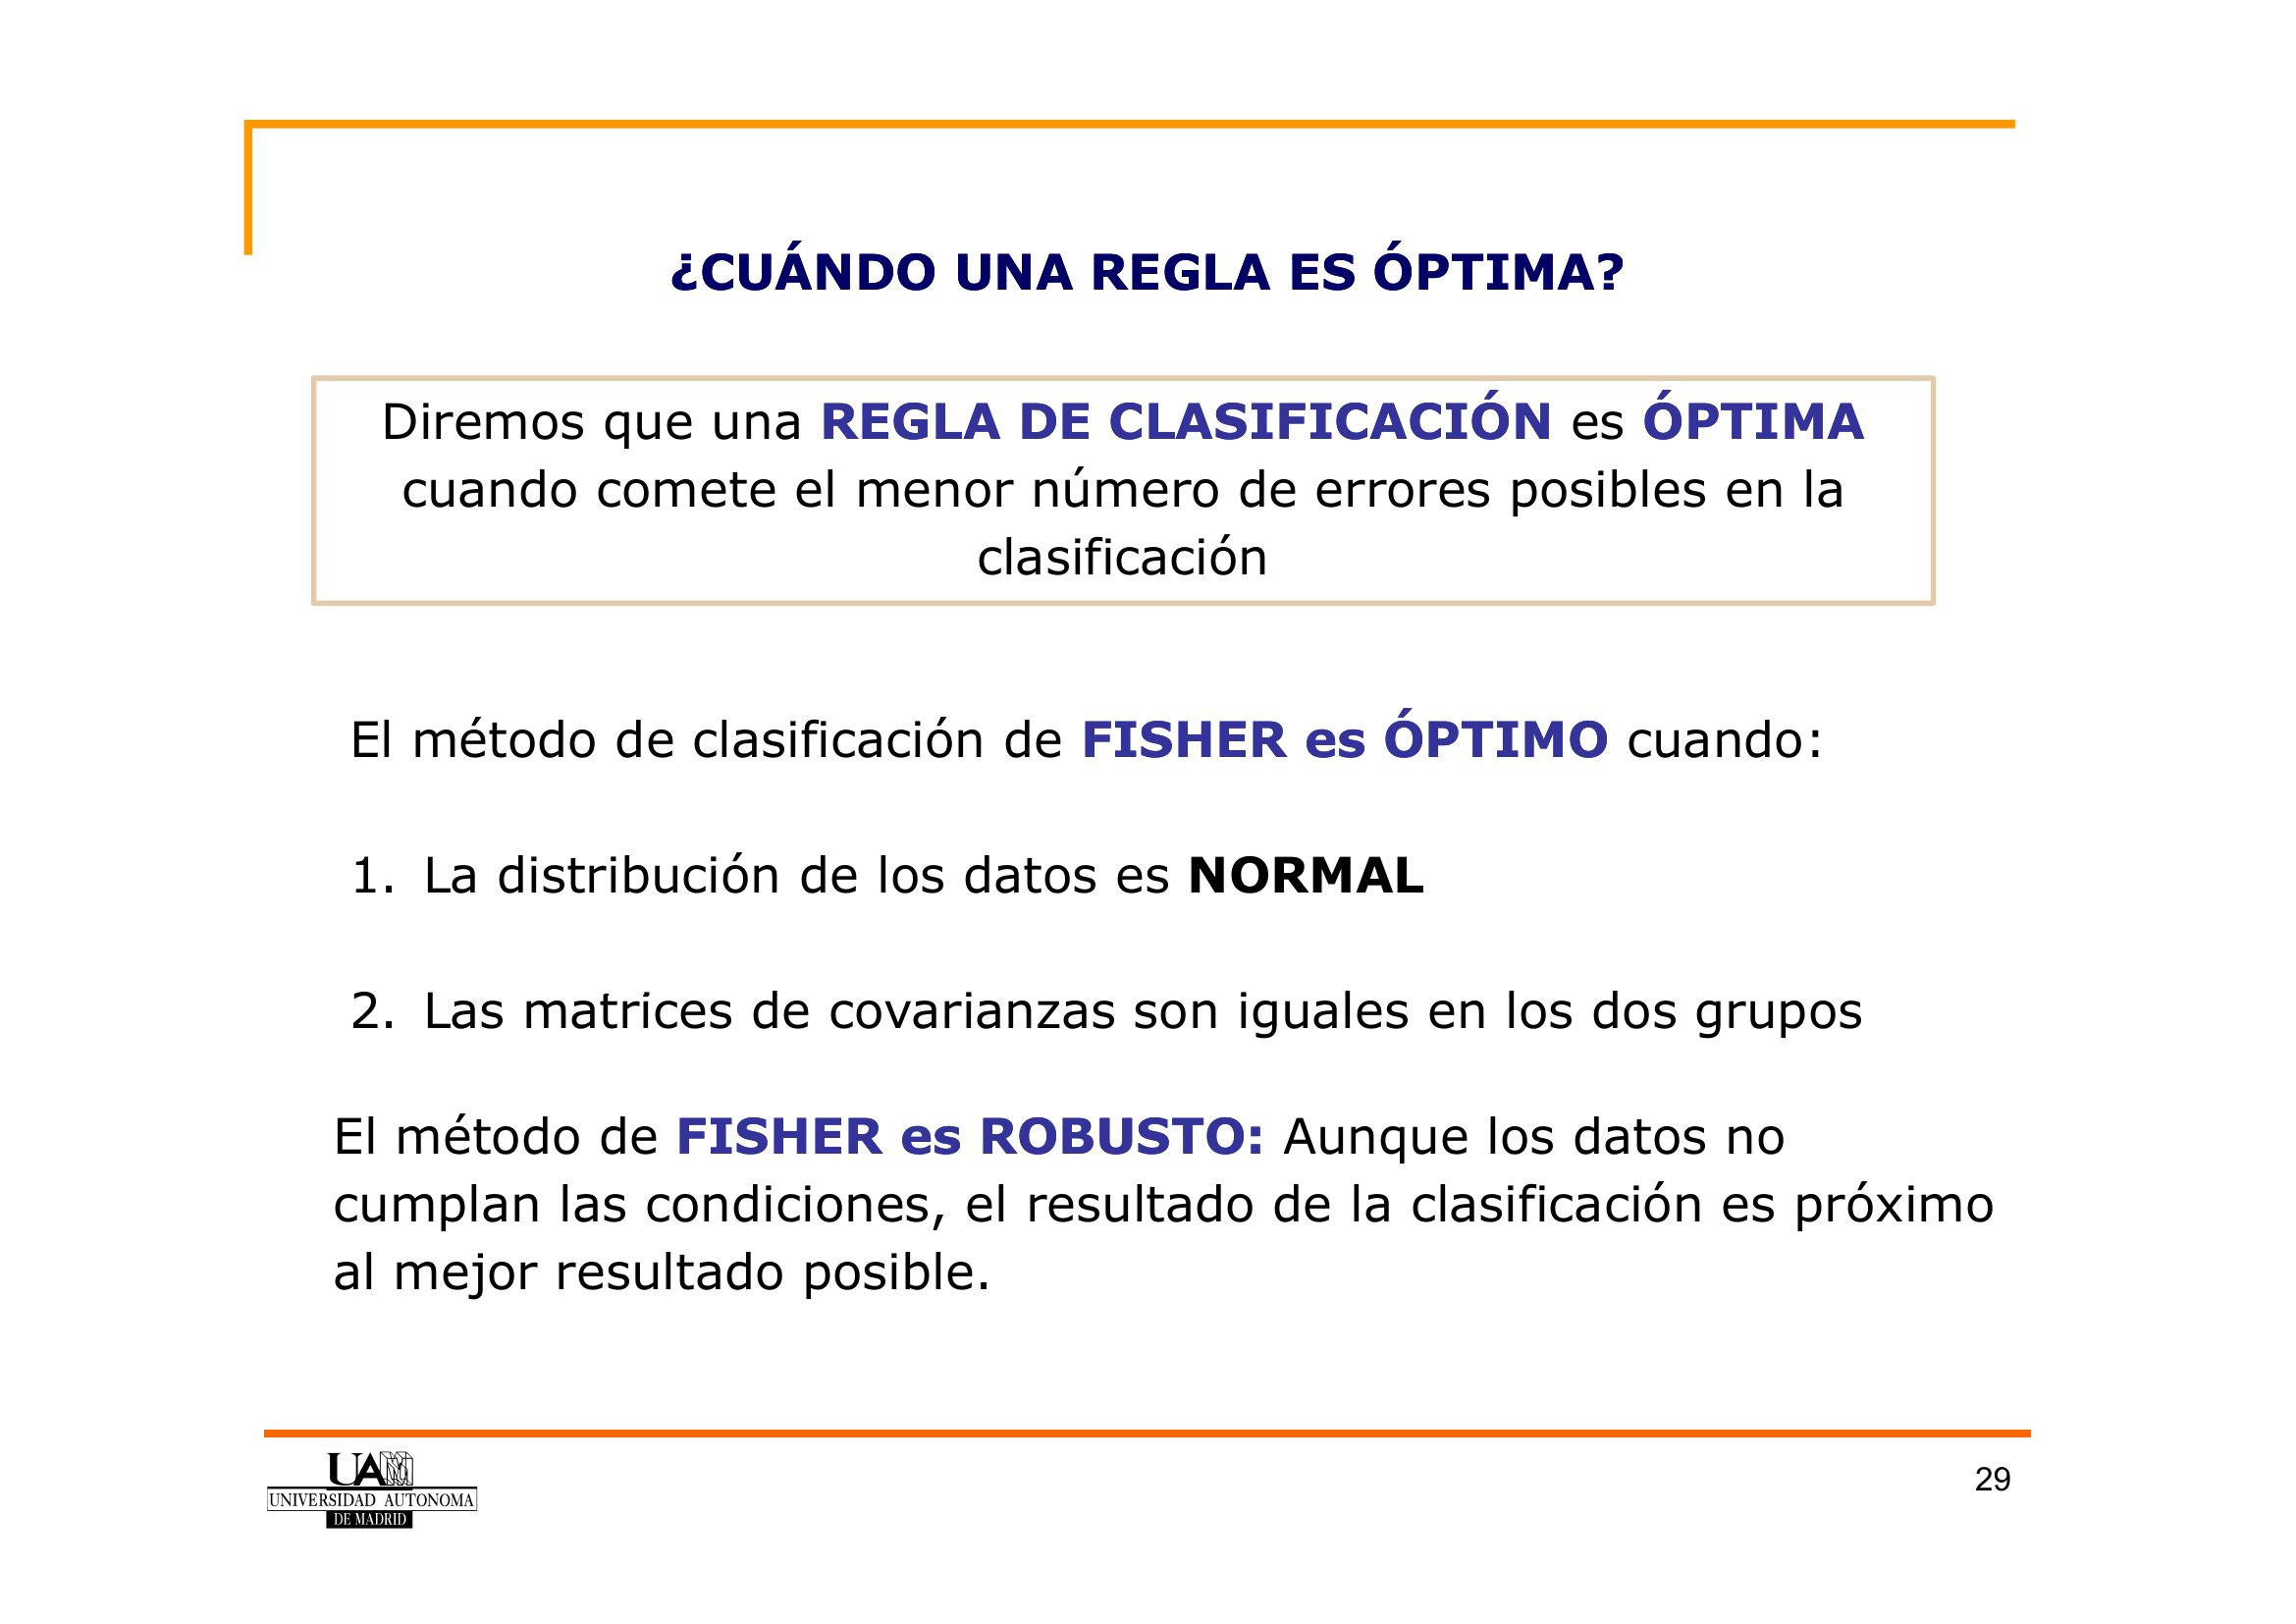 ¿CUÁNDO UNA REGLA ES ÓPTIMA?
Diremos que una REGLA DE CLASIFICACIÓN es ÓPTIMA
cuando comete el menor número de errores posibles en la
clasificación
El método de clasificación de FISHER es ÓPTIMO cuando:
1. La distribución de los datos es NORMAL
2. Las matrices de covarianzas son iguales en los dos grupos
El método de FISHER es ROBUSTO: Aunque los datos no
cumplan las condiciones, el resultado de la clasificación es próximo
al mejor resultado posible.
UAM
UNIVERSIDAD AUTONOMA
DE MADRID
29